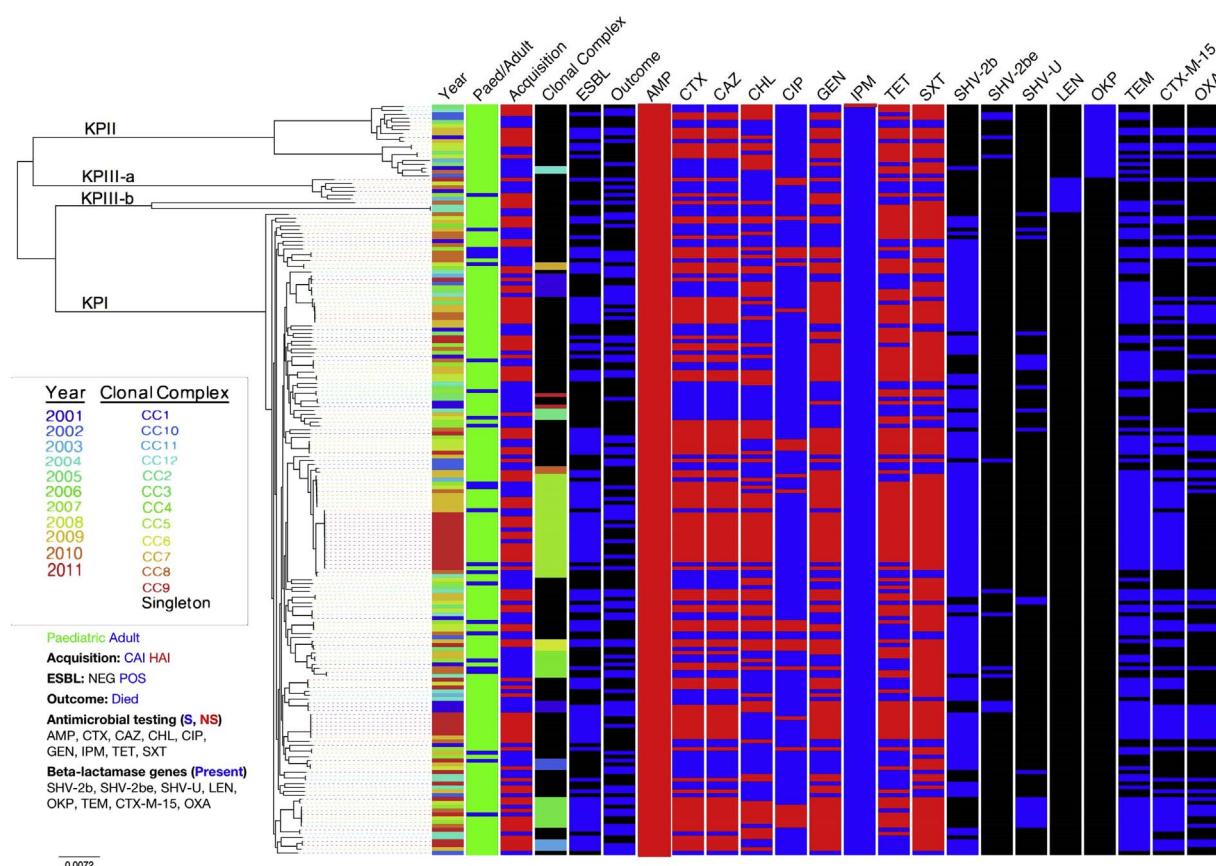 Year Paed/Adult Acquisition Clonal Complex ESBL Outcome AMP CTX CAZ CHL CIP GEN IPM TET SXT SHV-2b SHV-2be SHV-U LEN OKP TEM CTX-M-15 OXA
KPII
KPIII-a
KPIII-b
KPI
Year Clonal Complex
2001 CC1
2002 CC10
2003 CC11
2004 CC12
2005 CC2
2006 CC3
2007 CC4
2008 CC5
2009 CC6
2010 CC7
2011 CC8
CC9
Singleton
Paediatric Adult
Acquisition: CAI HAI
ESBL: NEG POS
Outcome: Died
Antimicrobial testing (S, NS)
AMP, CTX, CAZ, CHL, CIP,
GEN, IPM, TET, SXT
Beta-lactamase genes (Present)
SHV-2b, SHV-2be, SHV-U, LEN,
OKP, TEM, CTX-M-15, OXA
0.0072